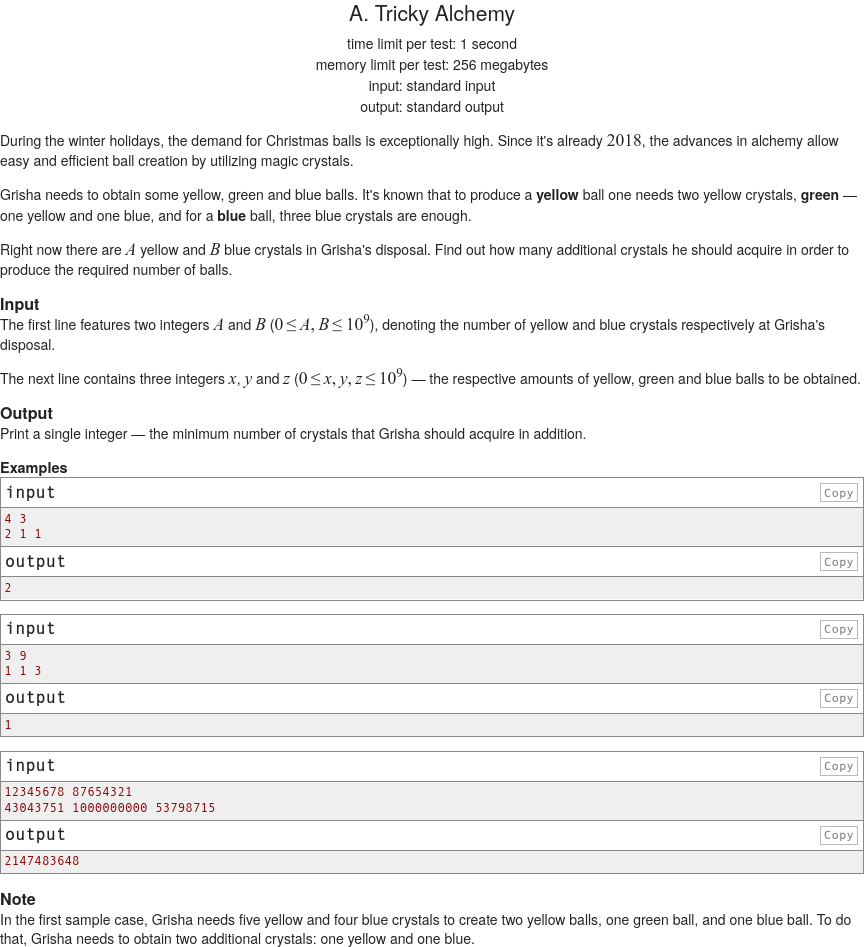 A. Tricky Alchemy
time limit per test: 1 second
memory limit per test: 256 megabytes
input: standard input
output: standard output
During the winter holidays, the demand for Christmas balls is exceptionally high. Since it's already 2018, the advances in alchemy allow
easy and efficient ball creation by utilizing magic crystals.
Grisha needs to obtain some yellow, green and blue balls. It's known that to produce a yellow ball one needs two yellow crystals, green —
one yellow and one blue, and for a blue ball, three blue crystals are enough.
Right now there are A yellow and B blue crystals in Grisha's disposal. Find out how many additional crystals he should acquire in order to
produce the required number of balls.
Input
The first line features two integers A and B (0 ≤ A, B ≤ 10^9), denoting the number of yellow and blue crystals respectively at Grisha's
disposal.
The next line contains three integers x, y and z (0 ≤ x, y, z ≤ 10^9) — the respective amounts of yellow, green and blue balls to be obtained.
Output
Print a single integer — the minimum number of crystals that Grisha should acquire in addition.
Examples
input Copy
4 3
2 1 1
output Copy
2
input Copy
3 9
1 1 3
output Copy
1
input Copy
12345678 87654321
43043751 1000000000 53798715
output Copy
2147483648
Note
In the first sample case, Grisha needs five yellow and four blue crystals to create two yellow balls, one green ball, and one blue ball. To do
that, Grisha needs to obtain two additional crystals: one yellow and one blue.